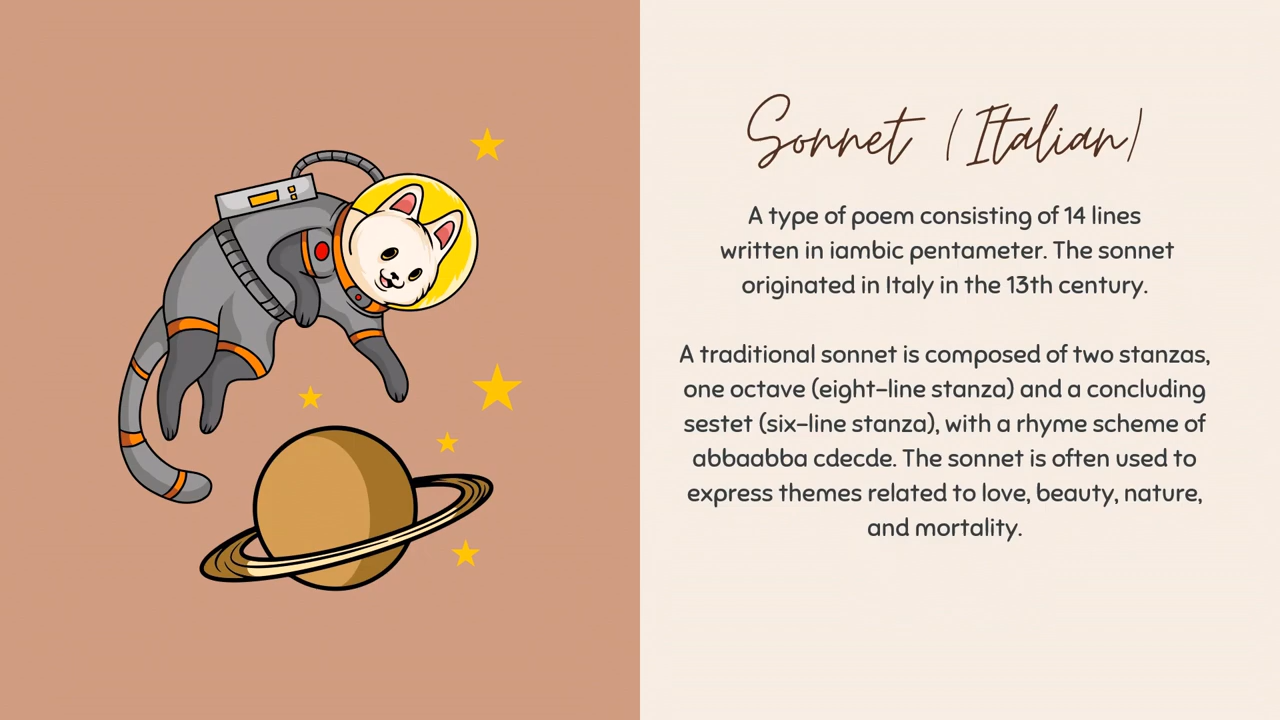 Sonnet (Italian)
A type of poem consisting of 14 lines
written in iambic pentameter. The sonnet
originated in Italy in the 13th century.
A traditional sonnet is composed of two stanzas,
one octave (eight-line stanza) and a concluding
sestet (six-line stanza), with a rhyme scheme of
abbaabba cdecde. The sonnet is often used to
express themes related to love, beauty, nature,
and mortality.